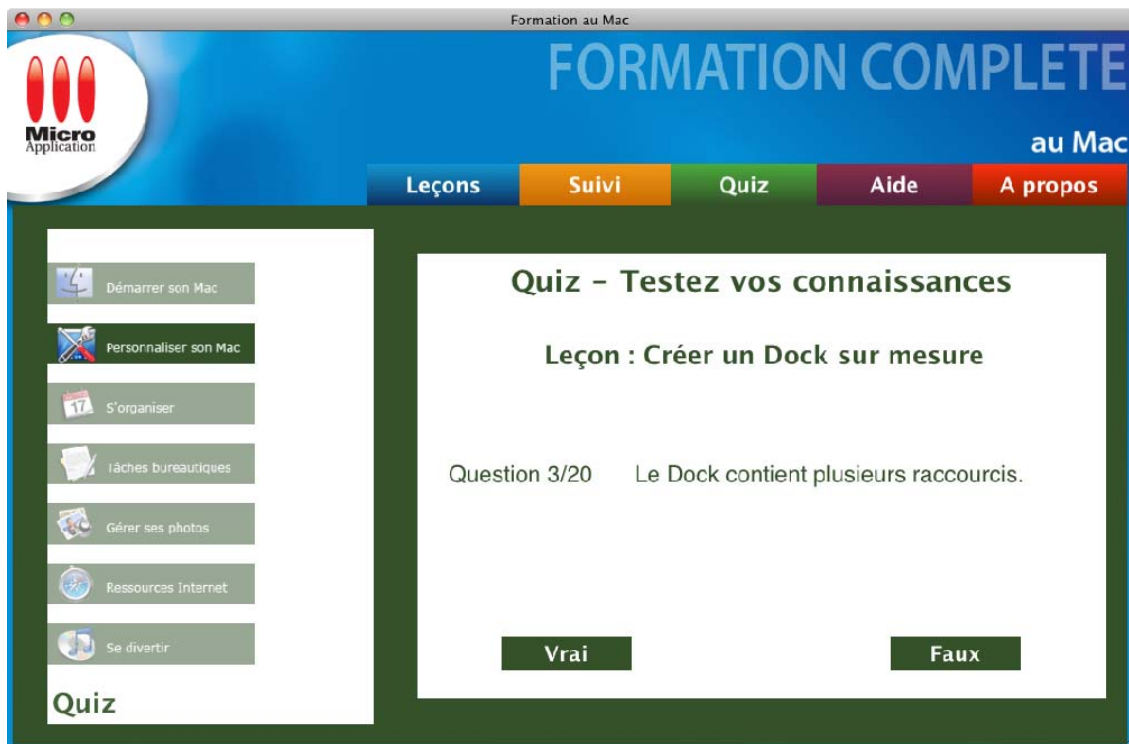 Formation au Mac
FORMATION COMPLETE
au Mac
Micro
Application
Leçons
Suivi
Quiz
Aide
A propos
Démarrer son Mac
Personnaliser son Mac
17
S'organiser
Tâches bureautiques
Gérer ses photos
Ressources Internet
Se divertir
Quiz
Quiz – Testez vos connaissances
Leçon : Créer un Dock sur mesure
Question 3/20 Le Dock contient plusieurs raccourcis.
Vrai
Faux